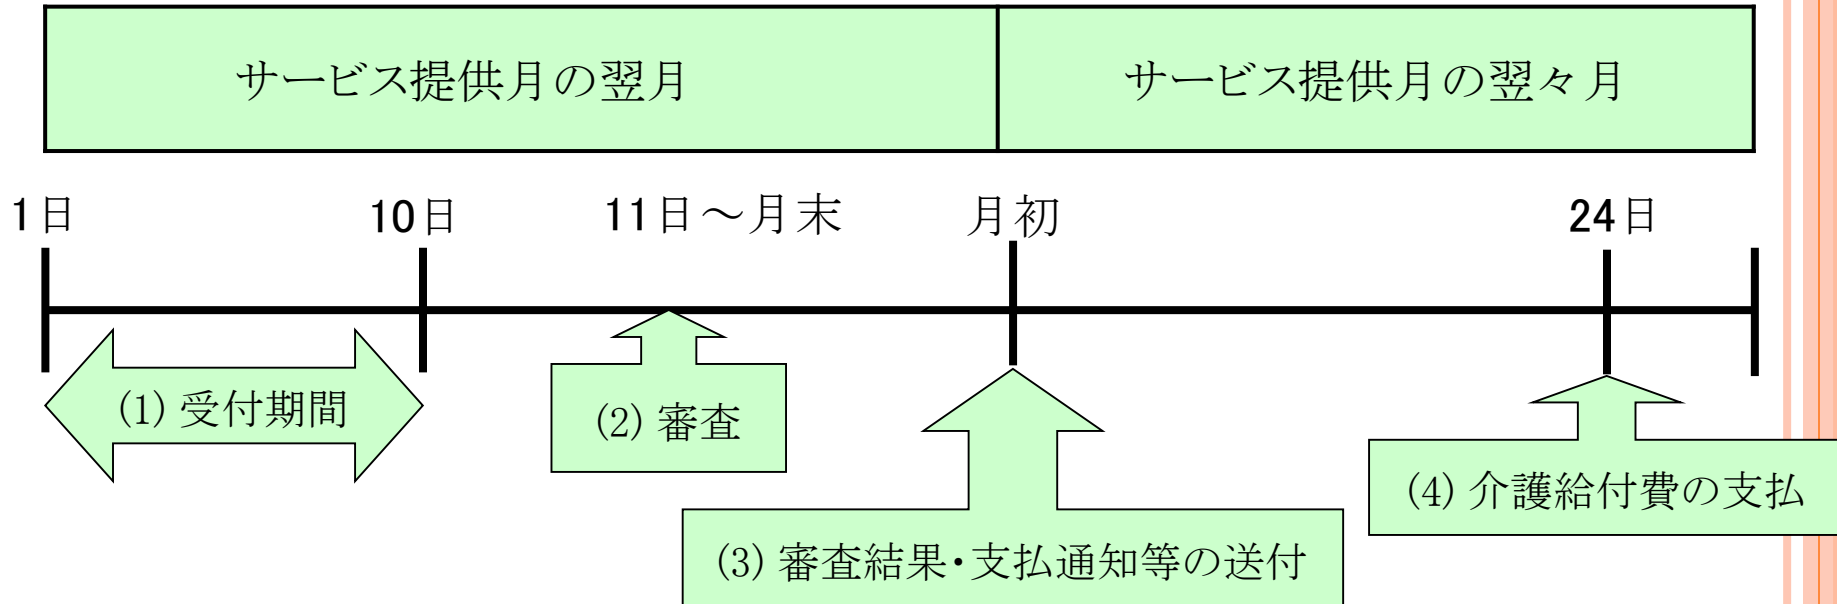 サービス提供月の翌月
サービス提供月の翌々月
1日
10日
11日～月末
月初
24日
(1) 受付期間
(2) 審査
(3) 審査結果・支払通知等の送付
(4) 介護給付費の支払